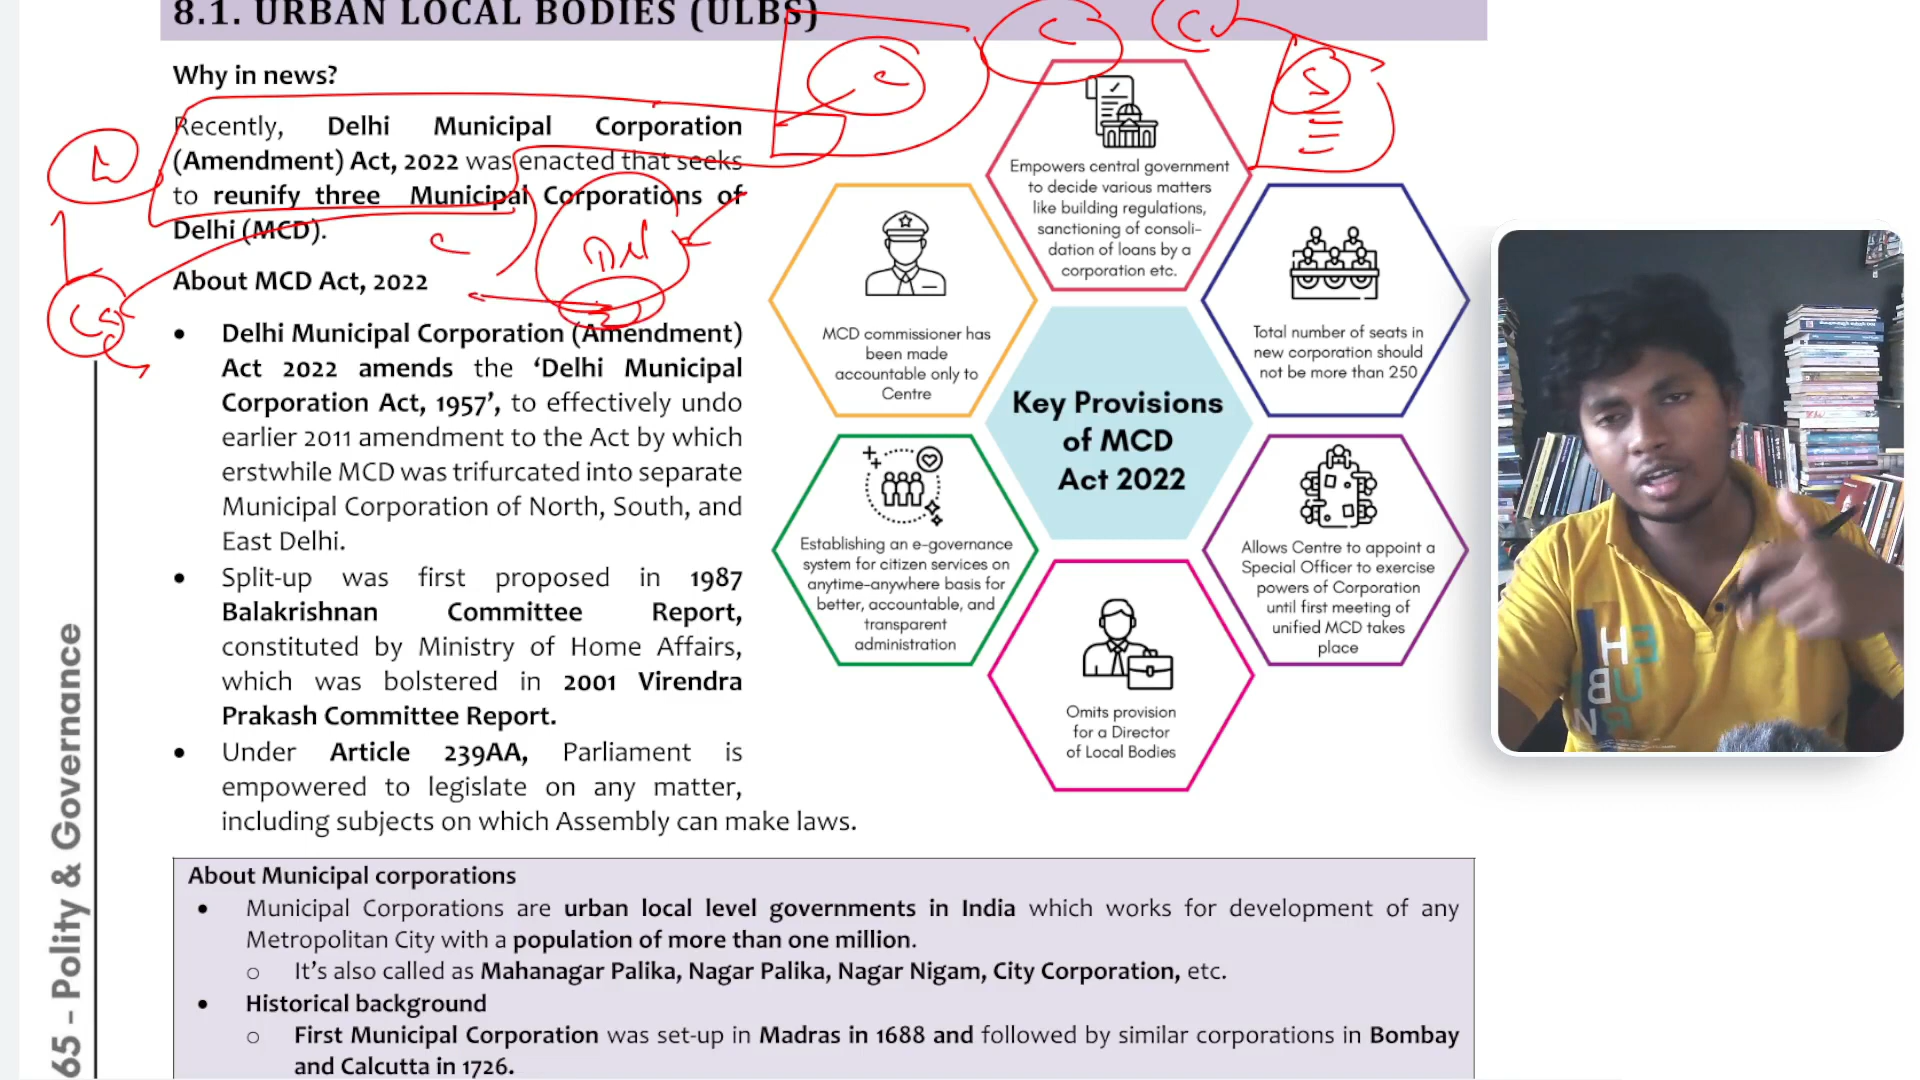 8.1. URBAN LOCAL BODIES (ULBS)
Why in news?
Recently, Delhi Municipal Corporation
(Amendment) Act, 2022 was enacted that seeks
to reunify three Municipal Corporations of
Delhi (MCD).
About MCD Act, 2022
• Delhi Municipal Corporation (Amendment)
Act 2022 amends the ‘Delhi Municipal
Corporation Act, 1957’, to effectively undo
earlier 2011 amendment to the Act by which
erstwhile MCD was trifurcated into separate
Municipal Corporation of North, South, and
East Delhi.
• Split-up was first proposed in 1987
Balakrishnan Committee Report,
constituted by Ministry of Home Affairs,
which was bolstered in 2001 Virendra
Prakash Committee Report.
• Under Article 239AA, Parliament is
empowered to legislate on any matter,
including subjects on which Assembly can make laws.
Empowers central government
to decide various matters
like building regulations,
sanctioning of consoli-
dation of loans by a
corporation etc.
MCD commissioner has
been made
accountable only to
Centre
Total number of seats in
new corporation should
not be more than 250
Key Provisions
of MCD
Act 2022
Establishing an e-governance
system for citizen services on
anytime-anywhere basis for
better, accountable, and
transparent
administration
Allows Centre to appoint a
Special Officer to exercise
powers of Corporation
until first meeting of
unified MCD takes
place
Omits provision
for a Director
of Local Bodies
C
C
S
C
About Municipal corporations
• Municipal Corporations are urban local level governments in India which works for development of any
Metropolitan City with a population of more than one million.
o It’s also called as Mahanagar Palika, Nagar Palika, Nagar Nigam, City Corporation, etc.
• Historical background
o First Municipal Corporation was set-up in Madras in 1688 and followed by similar corporations in Bombay
and Calcutta in 1726.
65 - Polity & Governance